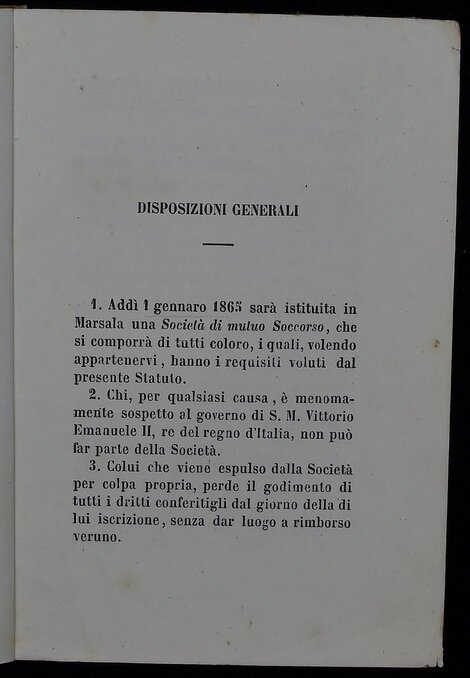 DISPOSIZIONI GENERALI
1. Addì 1 gennaro 1865 sarà istituita in
Marsala una Società di mutuo Soccorso, che
si comporrà di tutti coloro, i quali, volendo
appartenervi, hanno i requisiti voluti dal
presente Statuto.
2. Chi, per qualsiasi causa, è menoma-
mente sospetto al governo di S. M. Vittorio
Emanuele II, re del regno d'Italia, non può
far parte della Società.
3. Colui che viene espulso dalla Società
per colpa propria, perde il godimento di
tutti i dritti conferitigli dal giorno della di
lui iscrizione, senza dar luogo a rimborso
veruno.